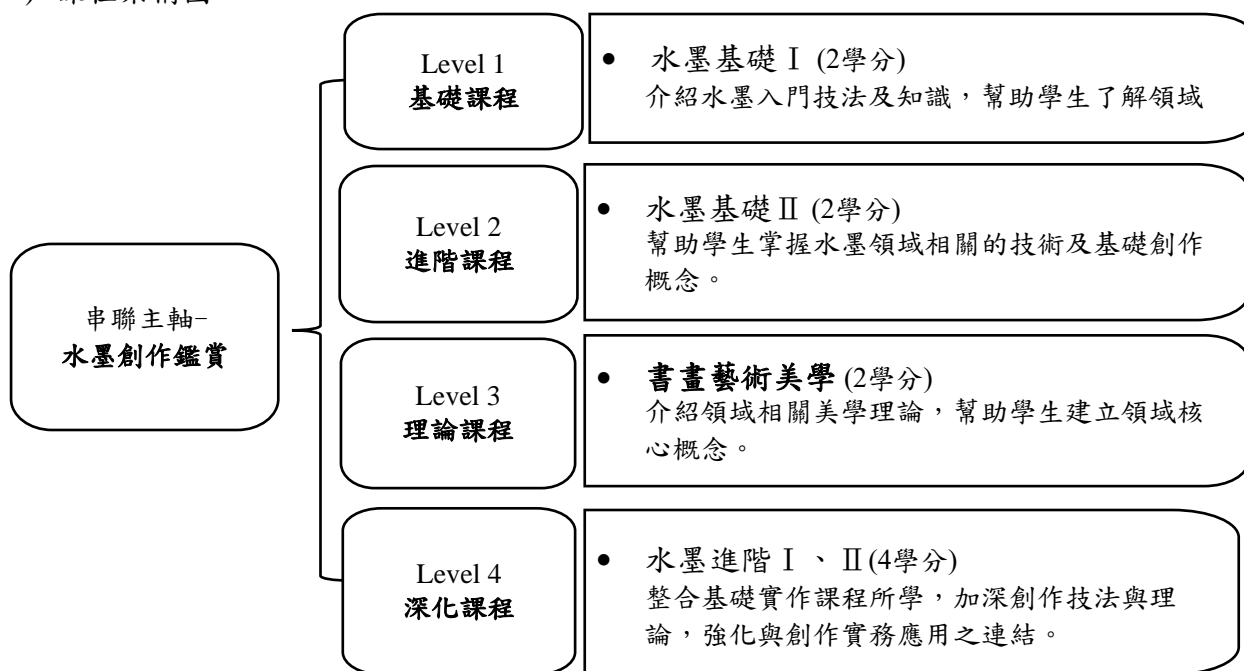 串聯主軸-
水墨創作鑑賞
Level 1
基礎課程
• 水墨基礎Ⅰ (2學分)
介紹水墨入門技法及知識，幫助學生了解領域
Level 2
進階課程
• 水墨基礎Ⅱ (2學分)
幫助學生掌握水墨領域相關的技術及基礎創作
概念。
Level 3
理論課程
• 書畫藝術美學 (2學分)
介紹領域相關美學理論，幫助學生建立領域核
心概念。
Level 4
深化課程
• 水墨進階Ⅰ、Ⅱ(4學分)
整合基礎實作課程所學，加深創作技法與理
論，強化與創作實務應用之連結。